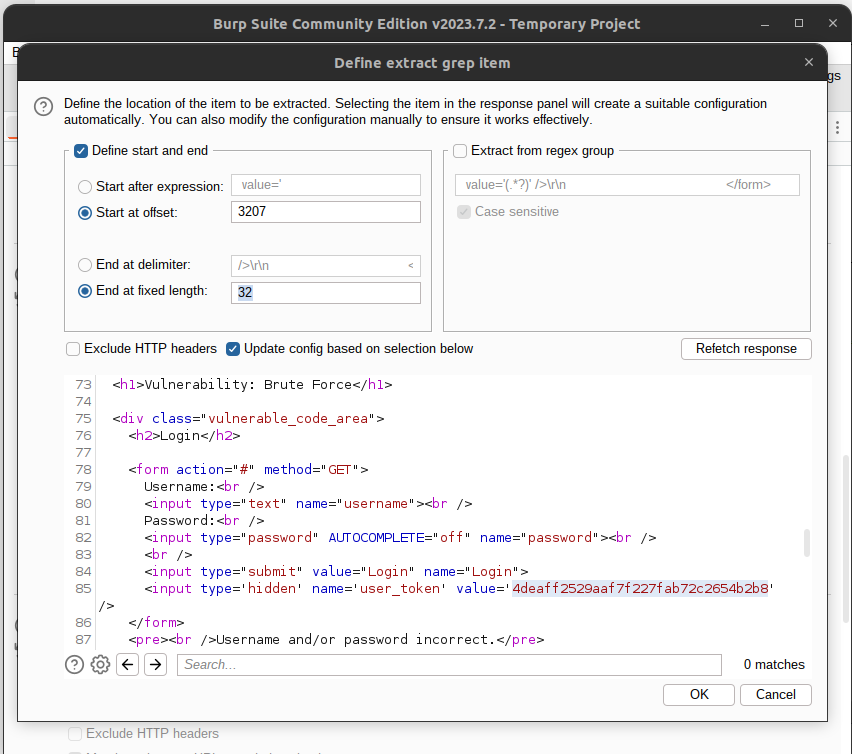 Burp Suite Community Edition v2023.7.2 - Temporary Project
Define extract grep item
gs
Define the location of the item to be extracted. Selecting the item in the response panel will create a suitable configuration
automatically. You can also modify the configuration manually to ensure it works effectively.
Define start and end
Extract from regex group
Start after expression: value='
value='(.*?)' />\r\n </form>
Start at offset: 3207
Case sensitive
End at delimiter: />\r\n <
End at fixed length: 32
Exclude HTTP headers Update config based on selection below Refetch response
73 <h1>Vulnerability: Brute Force</h1>
74
75 <div class="vulnerable_code_area">
76 <h2>Login</h2>
77
78 <form action="#" method="GET">
79 Username:<br />
80 <input type="text" name="username"><br />
81 Password:<br />
82 <input type="password" AUTOCOMPLETE="off" name="password"><br />
83 <br />
84 <input type="submit" value="Login" name="Login">
85 <input type='hidden' name='user_token' value='4deaff2529aaf7f227fab72c2654b2b8'
/>
86 </form>
87 <pre><br />Username and/or password incorrect.</pre>
Search... 0 matches
OK Cancel
Exclude HTTP headers